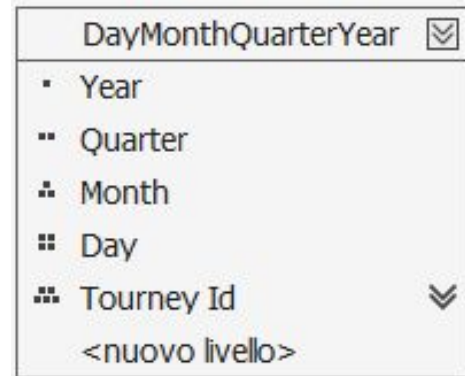 DayMonthQuarterYear
Year
Quarter
Month
Day
Tourney Id
<nuovo livello>